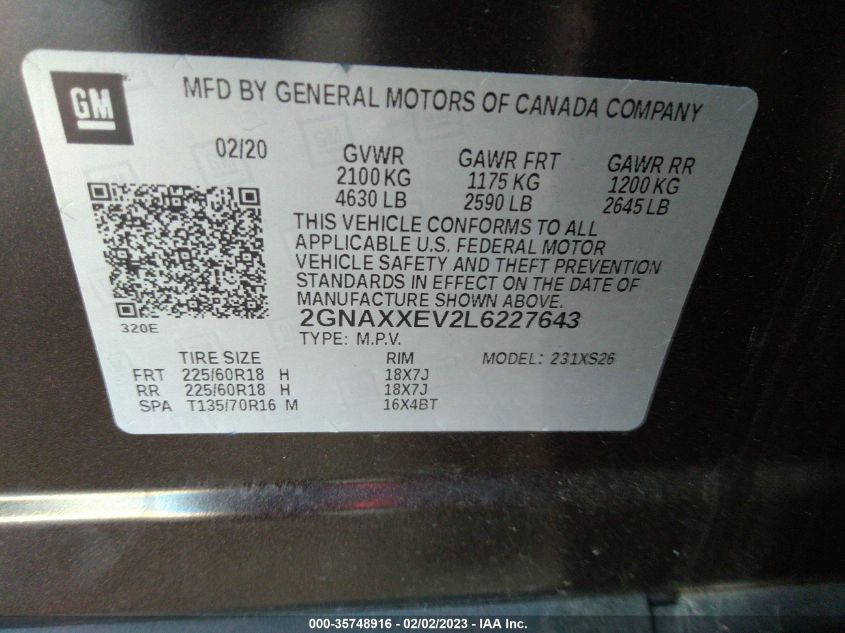 GM
MFD BY GENERAL MOTORS OF CANADA COMPANY
02/20 GVWR GAWR FRT GAWR RR
2100 KG 1175 KG 1200 KG
4630 LB 2590 LB 2645 LB
THIS VEHICLE CONFORMS TO ALL
APPLICABLE U.S. FEDERAL MOTOR
VEHICLE SAFETY AND THEFT PREVENTION
STANDARDS IN EFFECT ON THE DATE OF
MANUFACTURE SHOWN ABOVE.
320E
2GNAXXEV2L6227643
TYPE: M.P.V.
TIRE SIZE RIM MODEL: 231XS26
FRT 225/60R18 H 18X7J
RR 225/60R18 H 18X7J
SPA T135/70R16 M 16X4BT
000-35748916 - 02/02/2023 - IAA Inc.